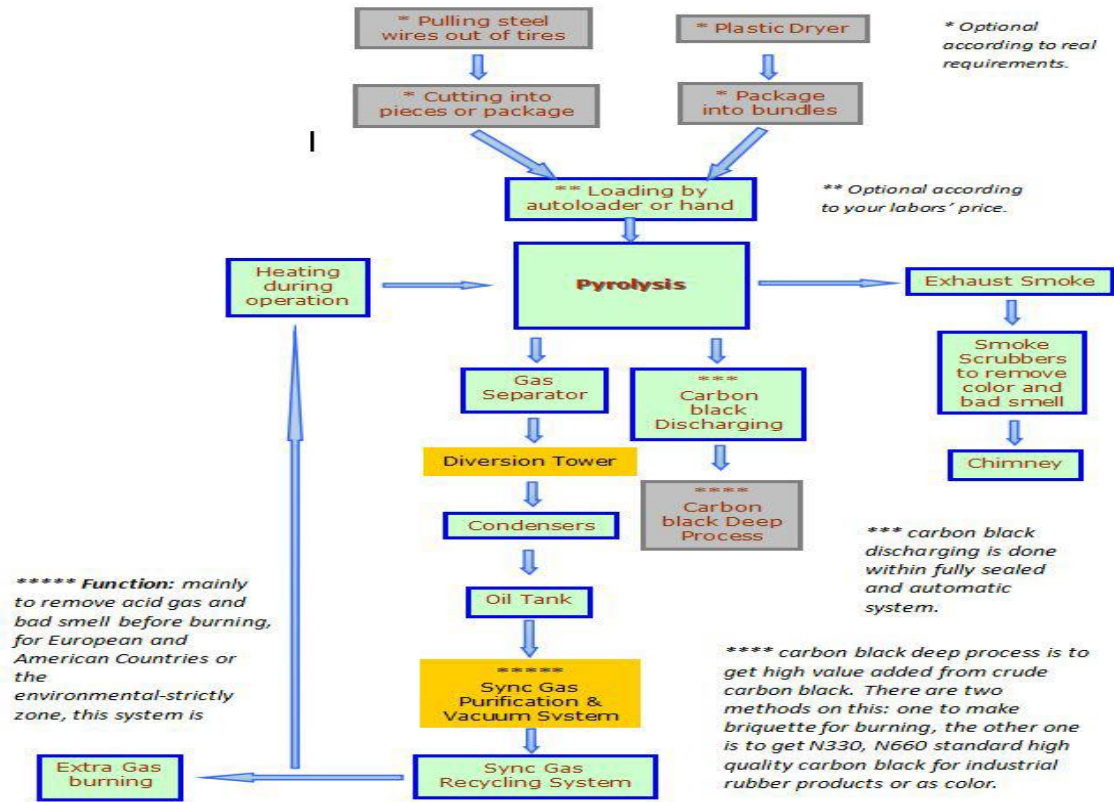 * Pulling steel
wires out of tires
* Plastic Dryer
* Optional
according to real
requirements.
* Cutting into
pieces or package
* Package
into bundles
** Loading by
autoloader or hand
** Optional according
to your labors’ price.
Heating
during
operation
Pyrolysis
Exhaust Smoke
Gas
Separator
***
Carbon
black
Discharging
Smoke
Scrubbers
to remove
color and
bad smell
Diversion Tower
Chimney
****
Carbon
black Deep
Process
Condensers
*** carbon black
discharging is done
within fully sealed
and automatic
system.
***** Function: mainly
to remove acid gas and
bad smell before burning,
for European and
American Countries or
the
environmental-strictly
zone, this system is
Oil Tank
*****
Sync Gas
Purification &
Vacuum System
**** carbon black deep process is to
get high value added from crude
carbon black. There are two
methods on this: one to make
briquette for burning, the other one
is to get N330, N660 standard high
quality carbon black for industrial
rubber products or as color.
Extra Gas
burning
Sync Gas
Recycling System